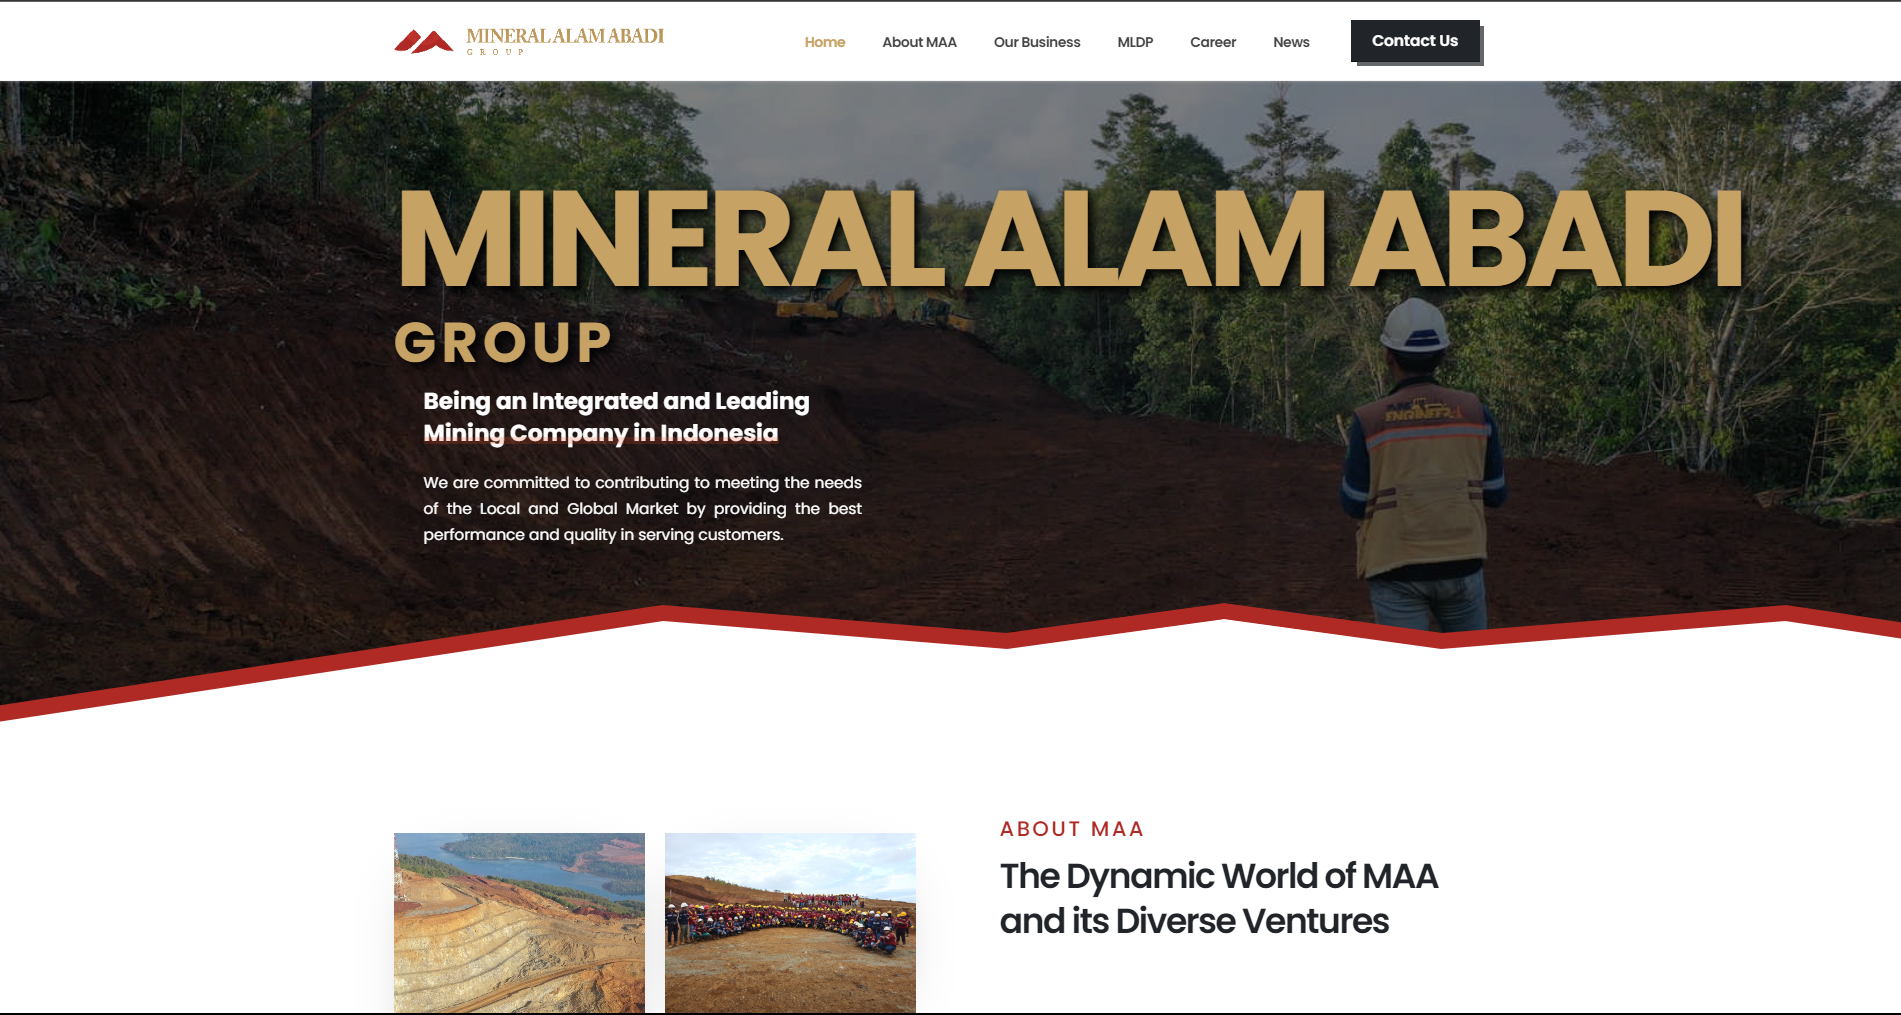 MINERAL ALAM ABADI
GROUP
Home
About MAA
Our Business
MLDP
Career
News
Contact Us
MINERAL ALAM ABADI
GROUP
Being an Integrated and Leading
Mining Company in Indonesia
We are committed to contributing to meeting the needs
of the Local and Global Market by providing the best
performance and quality in serving customers.
ENGINEER
ABOUT MAA
The Dynamic World of MAA
and its Diverse Ventures